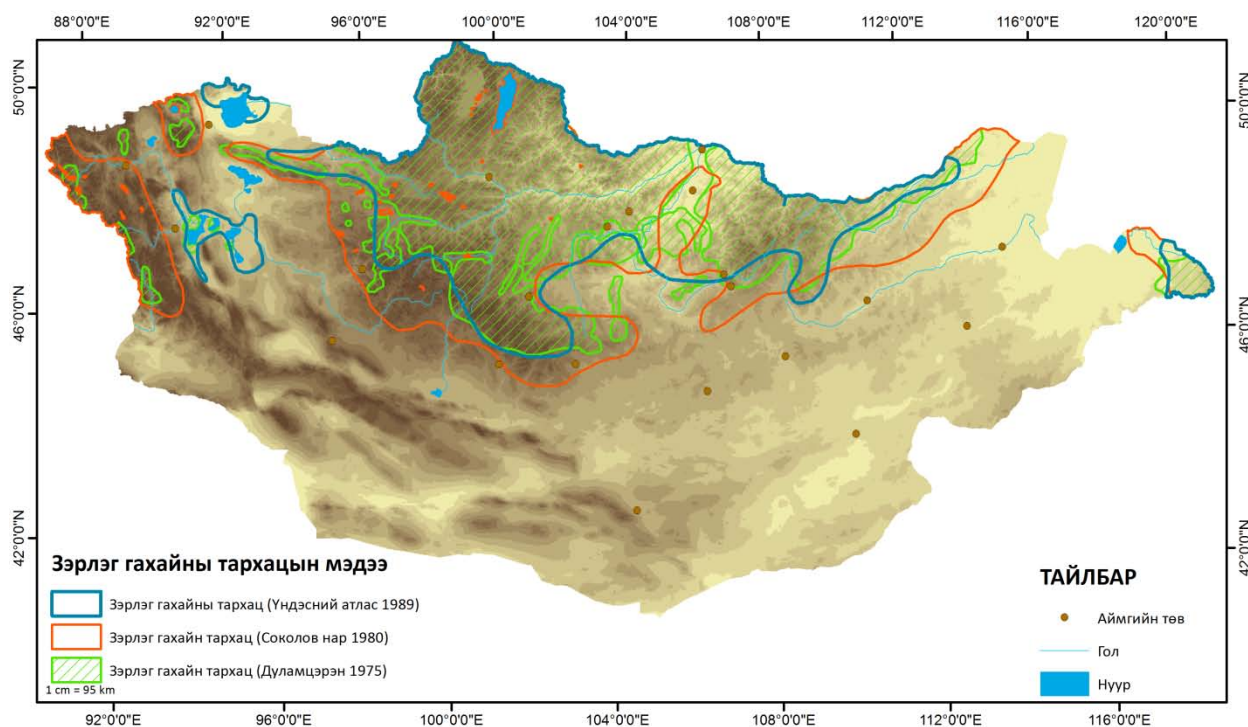 88°0'0"E 92°0'0"E 96°0'0"E 100°0'0"E 104°0'0"E 108°0'0"E 112°0'0"E 116°0'0"E 120°0'0"E
50°0'0"N
50°0'0"N
46°0'0"N
46°0'0"N
42°0'0"N
42°0'0"N
Зэрлэг гахайны тархацын мэдээ
Зэрлэг гахайны тархац (Үндэсний атлас 1989)
Зэрлэг гахайн тархац (Соколов нар 1980)
Зэрлэг гахайн тархац (Дуламцэрэн 1975)
1 cm = 95 km
ТАЙЛБАР
Аймгийн төв
Гол
Нуур
92°0'0"E 96°0'0"E 100°0'0"E 104°0'0"E 108°0'0"E 112°0'0"E 116°0'0"E